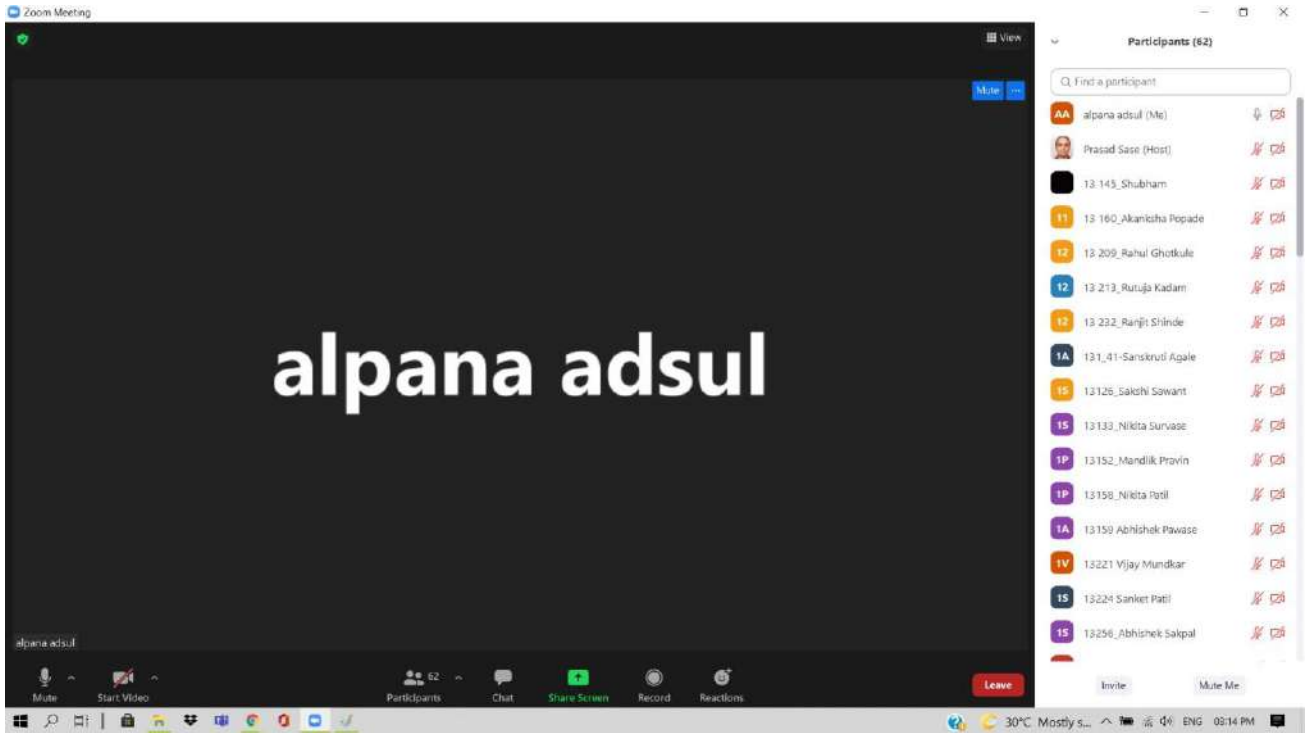 Zoom Meeting
View
Participants (62)
Find a participant
Mute
alpana adsul
AA alpana adsul (Me)
Prasad Sase (Host)
13 145_Shubham
11 13 160_Akanksha Popade
12 13 209_Rahul Ghotkule
12 13 213_Rutuja Kadam
12 13 232_Ranjit Shinde
1A 131_41-Sanskruti Agale
1S 13126_Sakshi Sawant
1S 13133_Nikita Survase
1P 13152_Mandlik Pravin
1P 13158_Nikita Patil
1A 13159 Abhishek Pawase
1V 13221 Vijay Mundkar
1S 13224 Sanket Patil
1S 13256_Abhishek Sakpal
alpana adsul
Mute
Start Video
62
Participants
Chat
Share Screen
Record
Reactions
Leave
Invite
Mute Me
30°C Mostly s...
ENG
03:14 PM